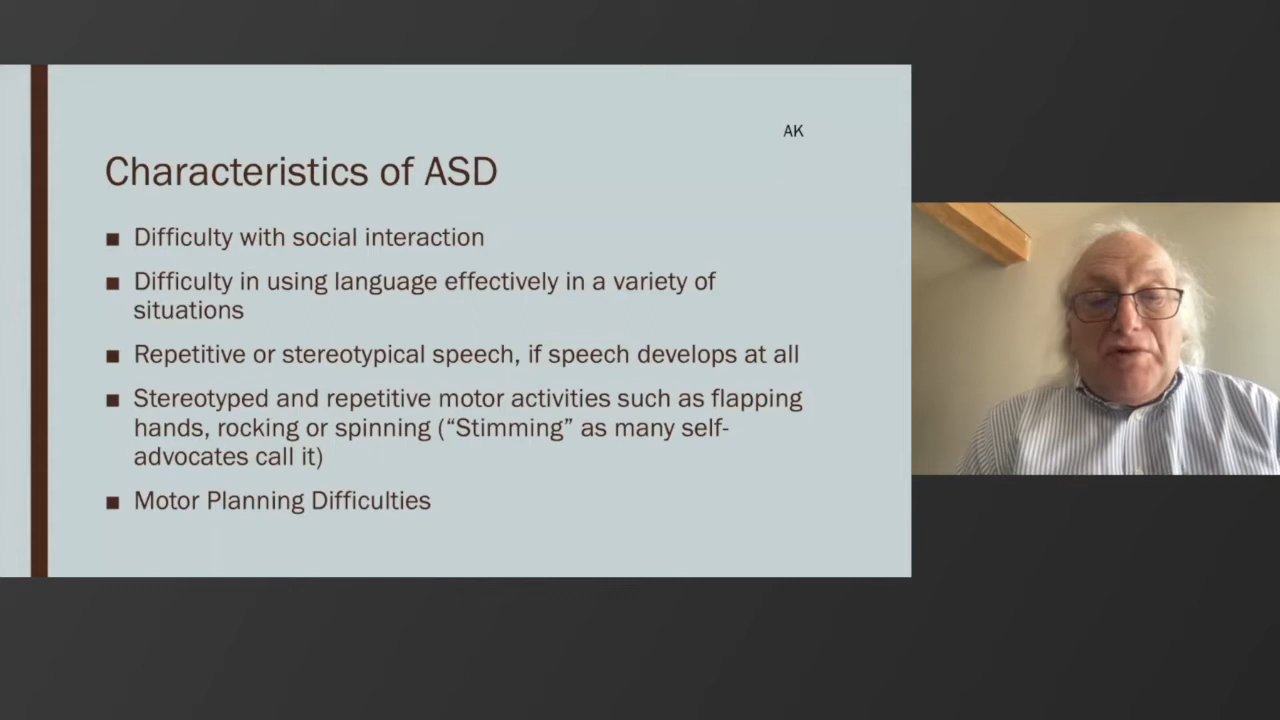 AK
Characteristics of ASD
■ Difficulty with social interaction
■ Difficulty in using language effectively in a variety of
situations
■ Repetitive or stereotypical speech, if speech develops at all
■ Stereotyped and repetitive motor activities such as flapping
hands, rocking or spinning (“Stimming” as many self-
advocates call it)
■ Motor Planning Difficulties